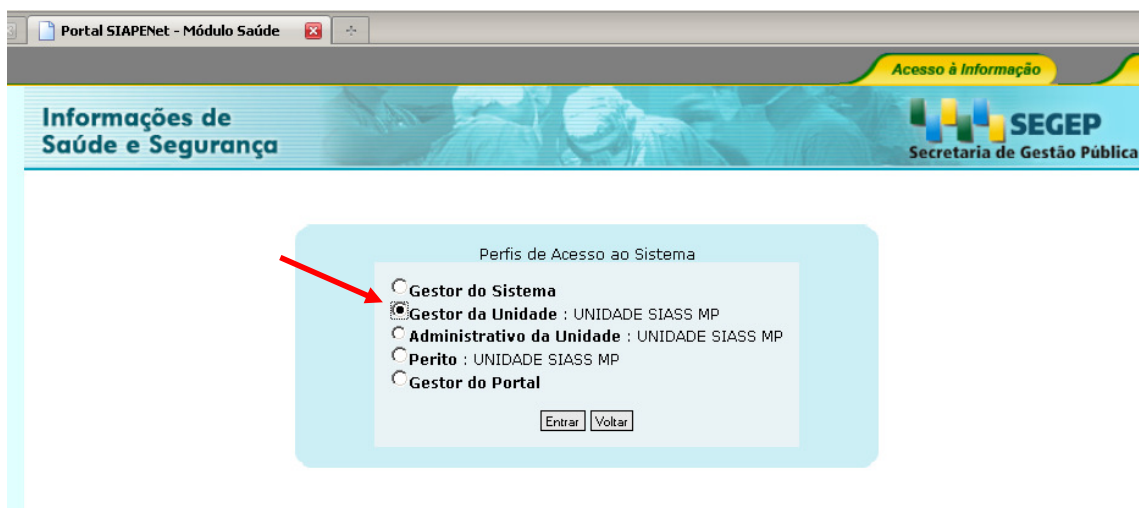 Portal SIAPENet - Módulo Saúde
Acesso à Informação
Informações de
Saúde e Segurança
SEGEP
Secretaria de Gestão Pública
Perfis de Acesso ao Sistema
Gestor do Sistema
Gestor da Unidade : UNIDADE SIASS MP
Administrativo da Unidade : UNIDADE SIASS MP
Perito : UNIDADE SIASS MP
Gestor do Portal
Entrar Voltar